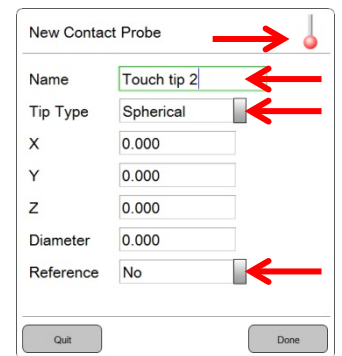 New Contact Probe
Name Touch tip 2
Tip Type Spherical
X 0.000
Y 0.000
Z 0.000
Diameter 0.000
Reference No
Quit Done